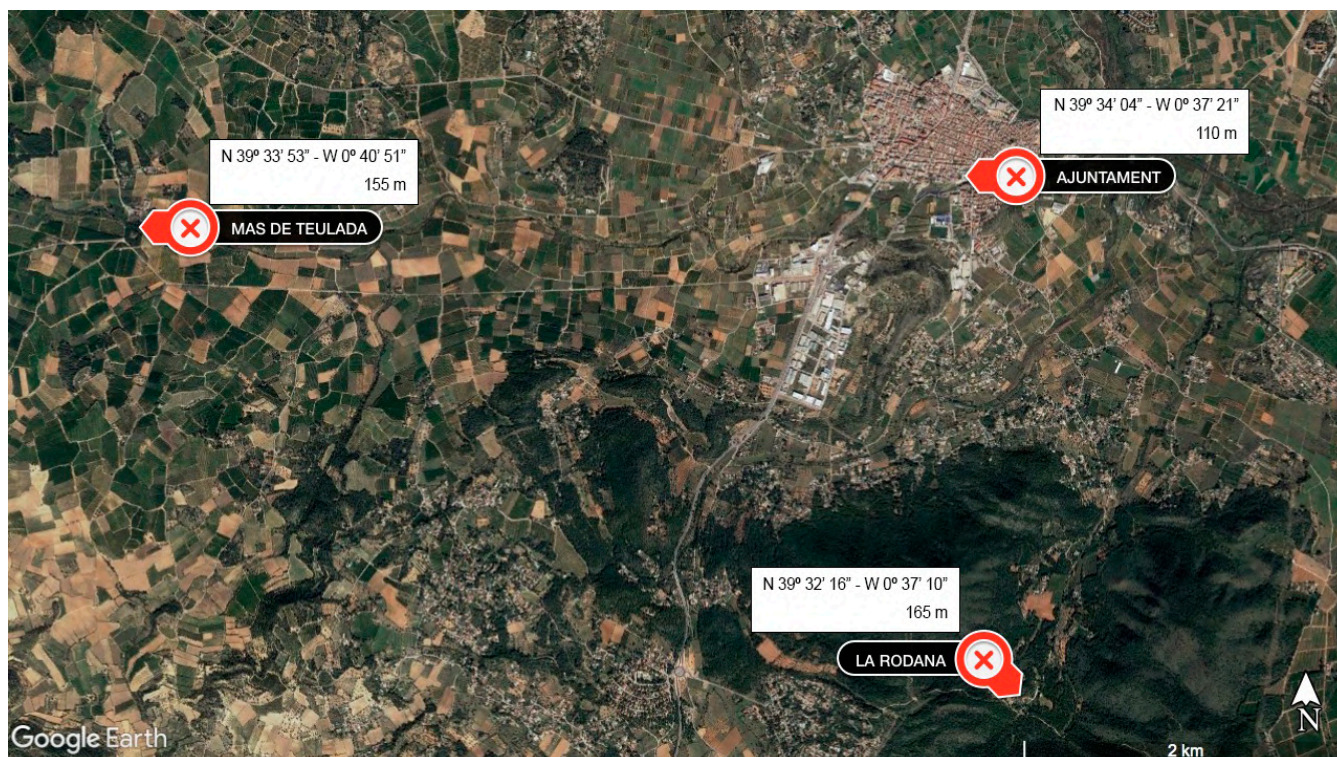 N 39º 34' 04" - W 0º 37' 21"
110 m
AJUNTAMENT
N 39º 33' 53" - W 0º 40' 51"
155 m
MAS DE TEULADA
N 39º 32' 16" - W 0º 37' 10"
165 m
LA RODANA
N
Google Earth
2 km